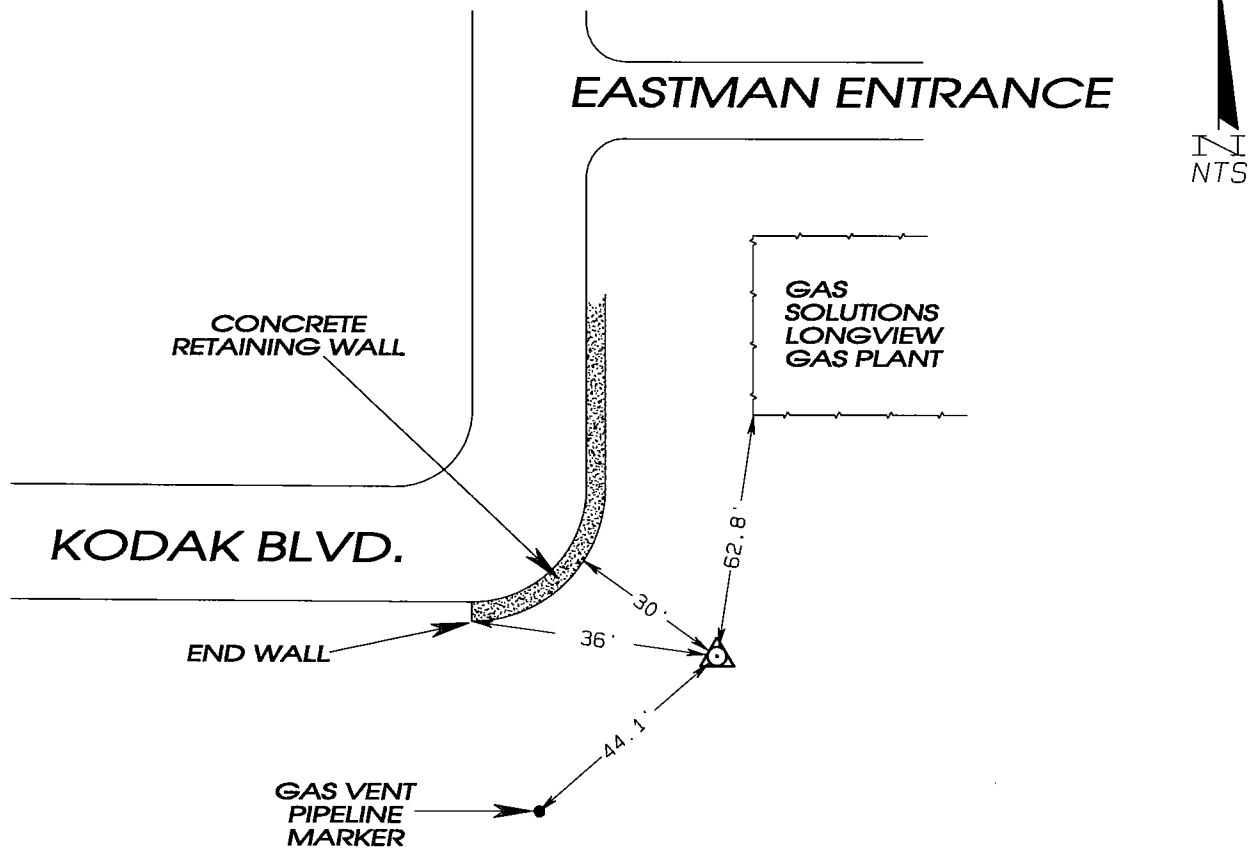 EASTMAN ENTRANCE
N
NTS
GAS
SOLUTIONS
LONGVIEW
GAS PLANT
CONCRETE
RETAINING WALL
KODAK BLVD.
62.8'
30'
36'
END WALL
44.1'
GAS VENT
PIPELINE
MARKER